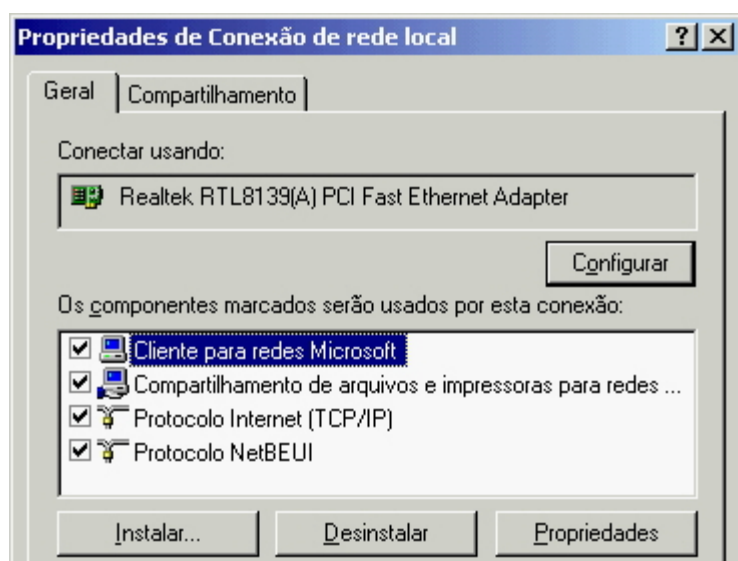 Propriedades de Conexão de rede local
Geral Compartilhamento
Conectar usando:
Realtek RTL8139(A) PCI Fast Ethernet Adapter
Configurar
Os componentes marcados serão usados por esta conexão:
Cliente para redes Microsoft
Compartilhamento de arquivos e impressoras para redes ...
Protocolo Internet (TCP/IP)
Protocolo NetBEUI
Instalar... Desinstalar Propriedades